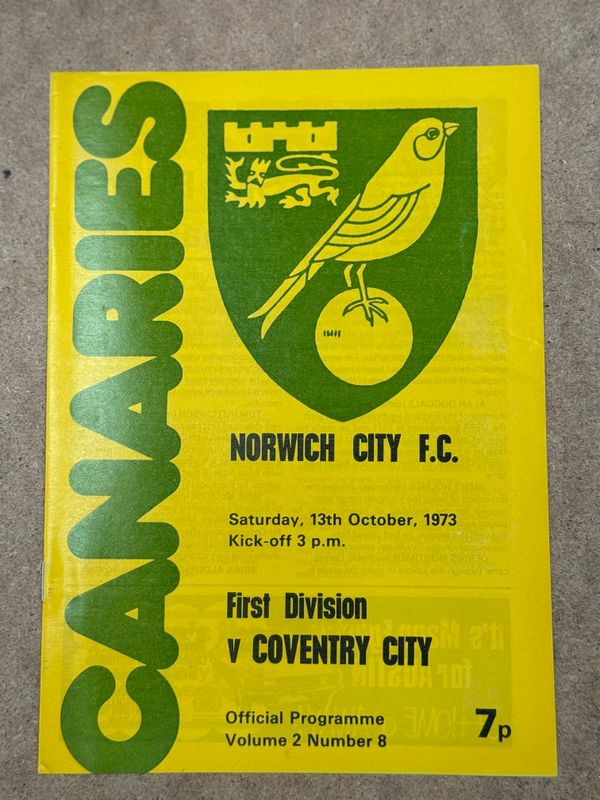 CANARIES
NORWICH CITY F.C.
Saturday, 13th October, 1973
Kick-off 3 p.m.
First Division
v COVENTRY CITY
Official Programme
Volume 2 Number 8
7p